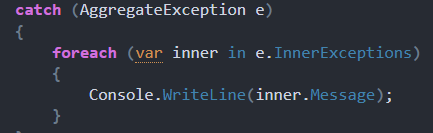 catch (AggregateException e)
{
    foreach (var inner in e.InnerExceptions)
    {
        Console.WriteLine(inner.Message);
    }
}